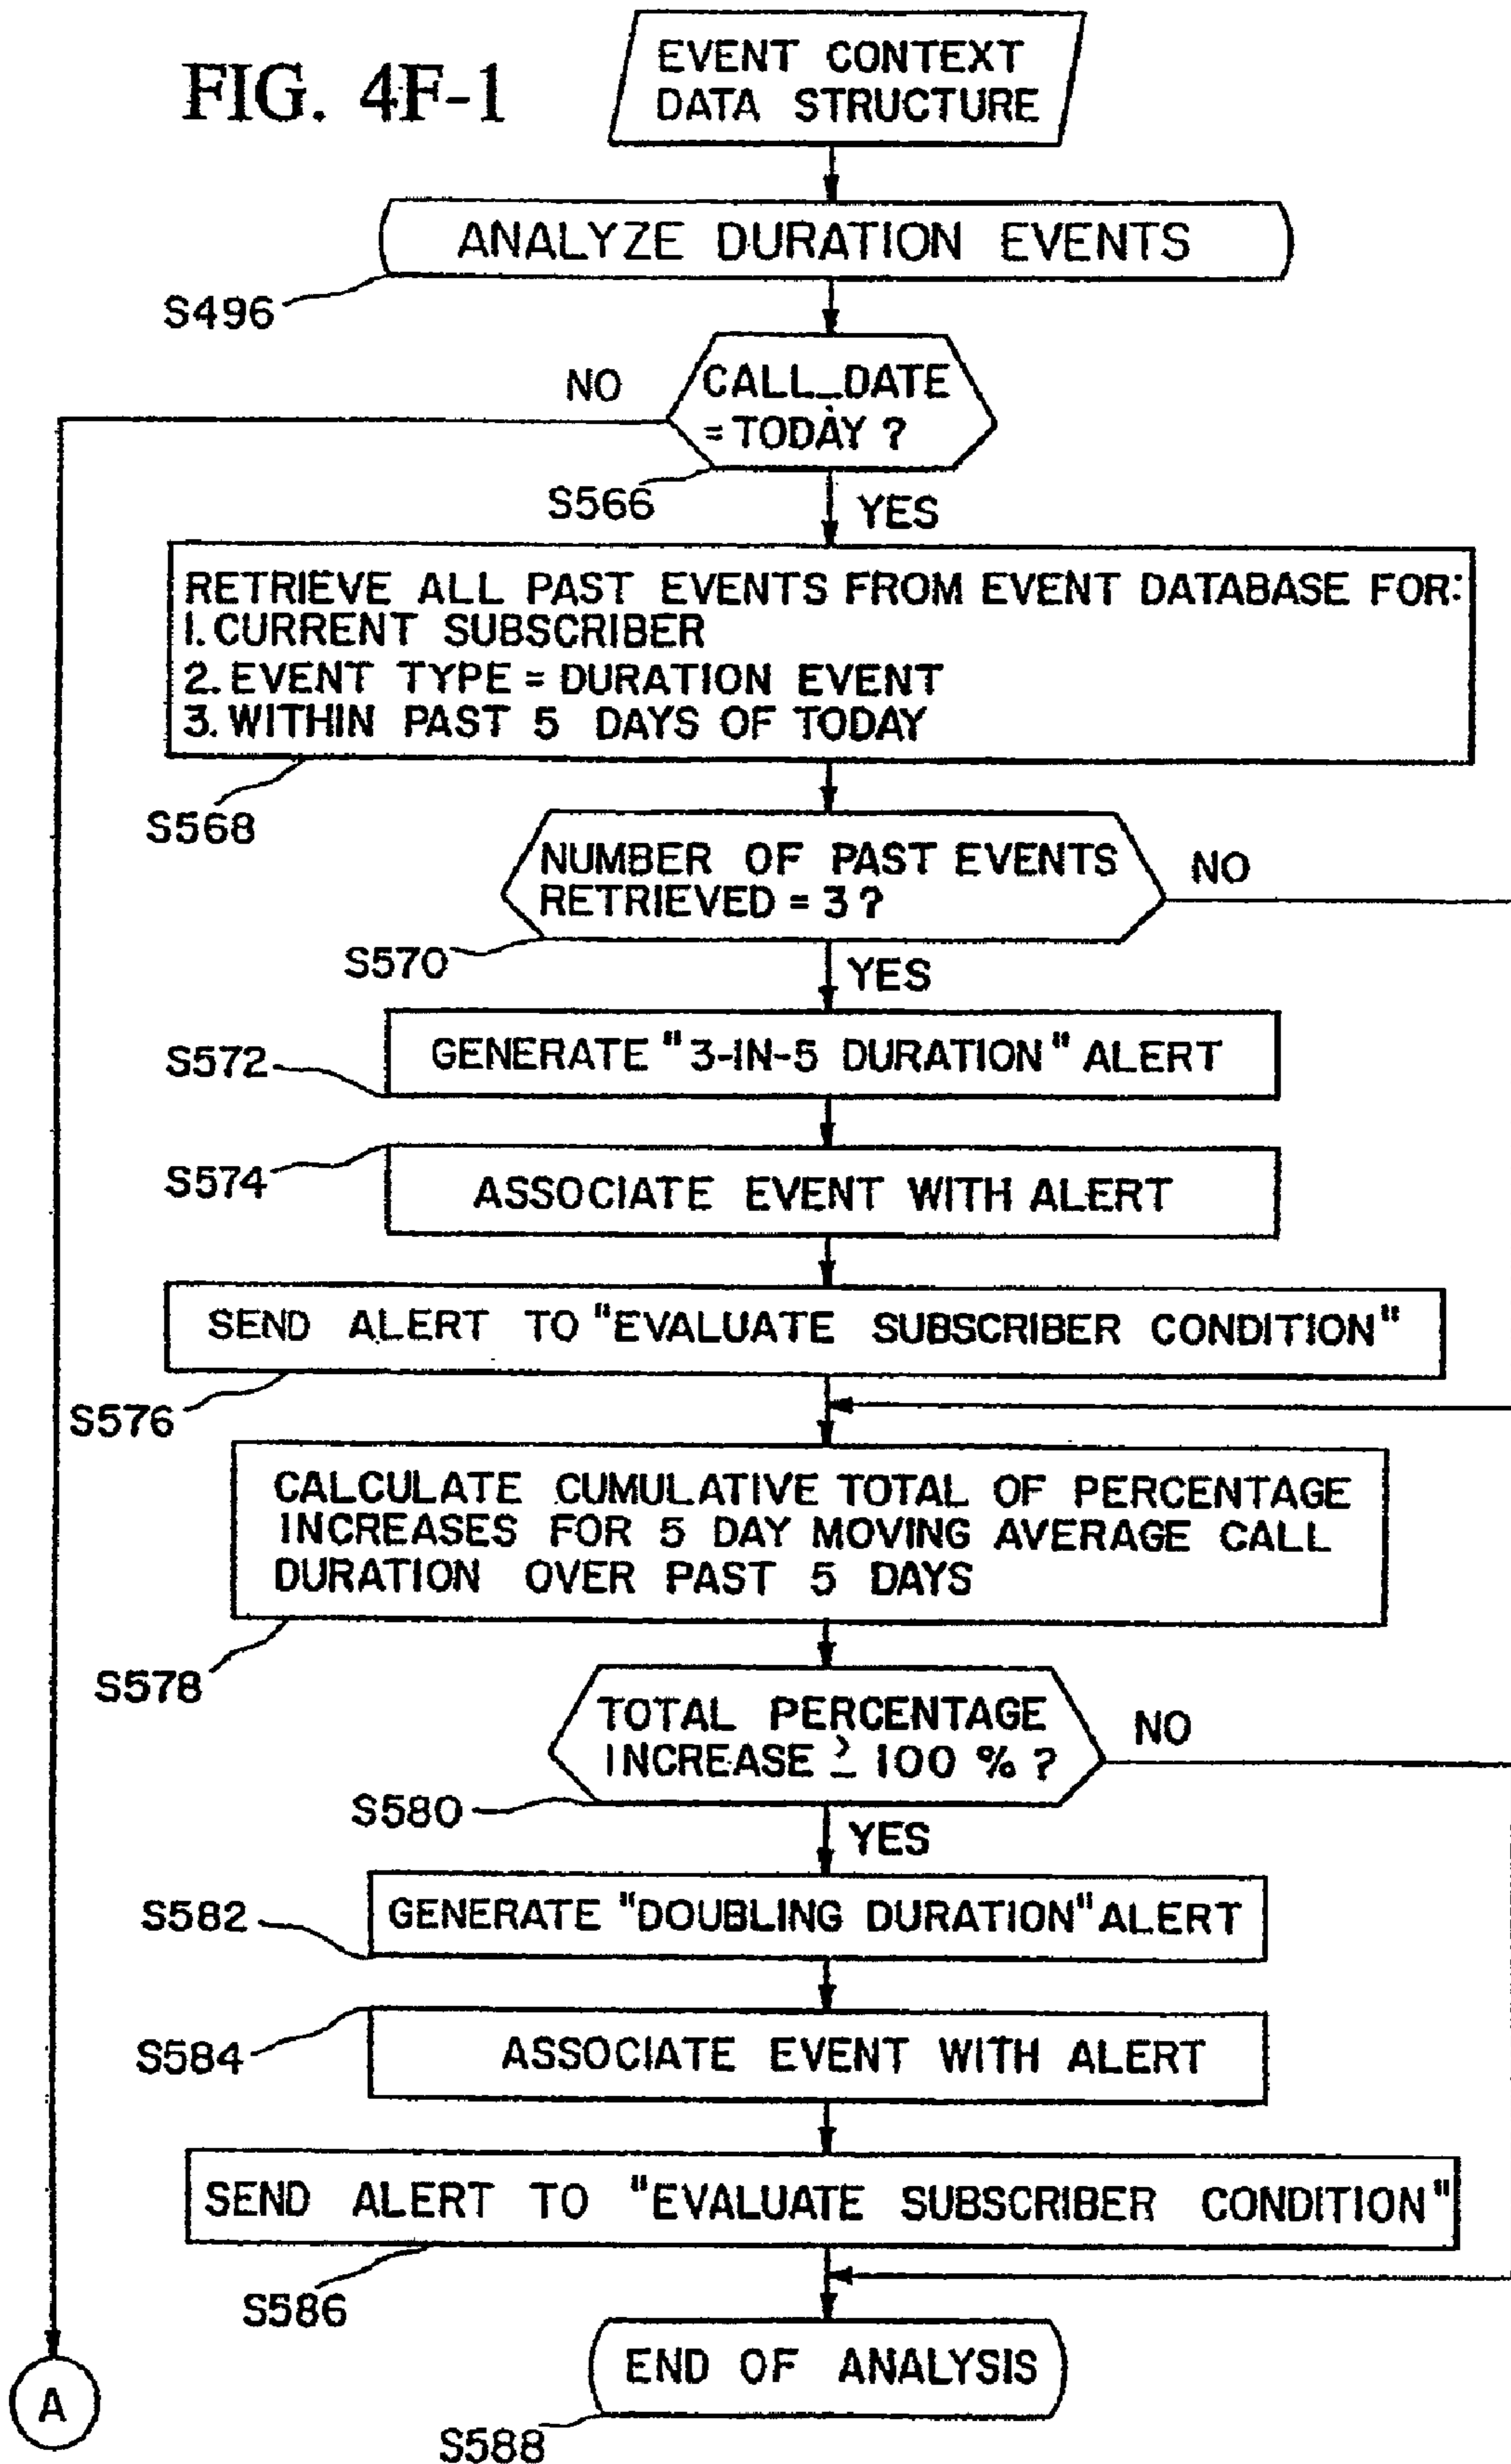 FIG. 4F-1
EVENT CONTEXT
DATA STRUCTURE
ANALYZE DURATION EVENTS
S496
NO
CALL_DATE
= TODAY ?
S566
YES
RETRIEVE ALL PAST EVENTS FROM EVENT DATABASE FOR:
1. CURRENT SUBSCRIBER
2. EVENT TYPE = DURATION EVENT
3. WITHIN PAST 5 DAYS OF TODAY
S568
NUMBER OF PAST EVENTS
RETRIEVED = 3 ?
NO
S570
YES
S572
GENERATE "3-IN-5 DURATION" ALERT
S574
ASSOCIATE EVENT WITH ALERT
SEND ALERT TO "EVALUATE SUBSCRIBER CONDITION"
S576
CALCULATE CUMULATIVE TOTAL OF PERCENTAGE
INCREASES FOR 5 DAY MOVING AVERAGE CALL
DURATION OVER PAST 5 DAYS
S578
TOTAL PERCENTAGE
INCREASE ≥ 100 % ?
NO
S580
YES
S582
GENERATE "DOUBLING DURATION" ALERT
S584
ASSOCIATE EVENT WITH ALERT
SEND ALERT TO "EVALUATE SUBSCRIBER CONDITION"
S586
END OF ANALYSIS
A
S588